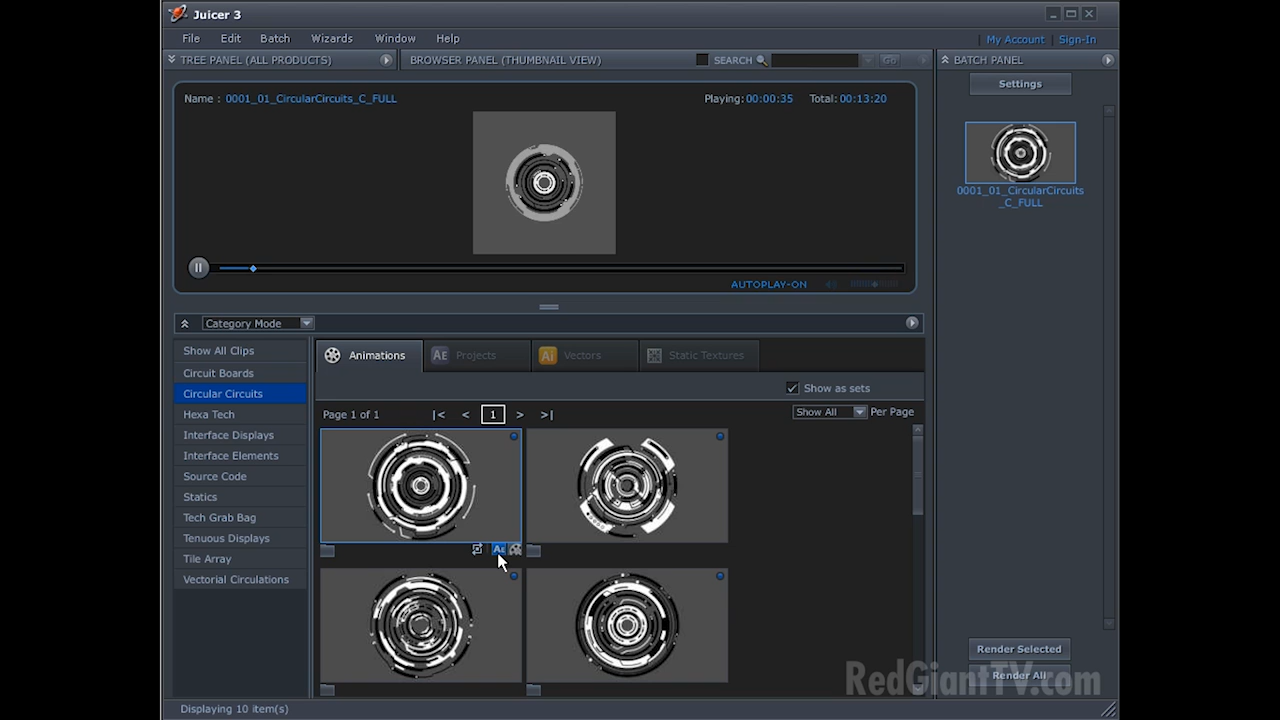 Juicer 3
File Edit Batch Wizards Window Help
My Account | Sign-In
TREE PANEL (ALL PRODUCTS)
BROWSER PANEL (THUMBNAIL VIEW)
SEARCH
Go
BATCH PANEL
Settings
Name : 0001_01_CircularCircuits_C_FULL
Playing: 00:00:35 Total: 00:13:20
0001_01_CircularCircuits
_C_FULL
AUTOPLAY-ON
Category Mode
Show All Clips
Circuit Boards
Circular Circuits
Hexa Tech
Interface Displays
Interface Elements
Source Code
Statics
Tech Grab Bag
Tenuous Displays
Tile Array
Vectorial Circulations
Animations
AE Projects
Ai Vectors
Static Textures
Show as sets
Page 1 of 1
|< < 1 > >|
Show All Per Page
AE
Render Selected
Render All
RedGiantTV.com
Displaying 10 item(s)